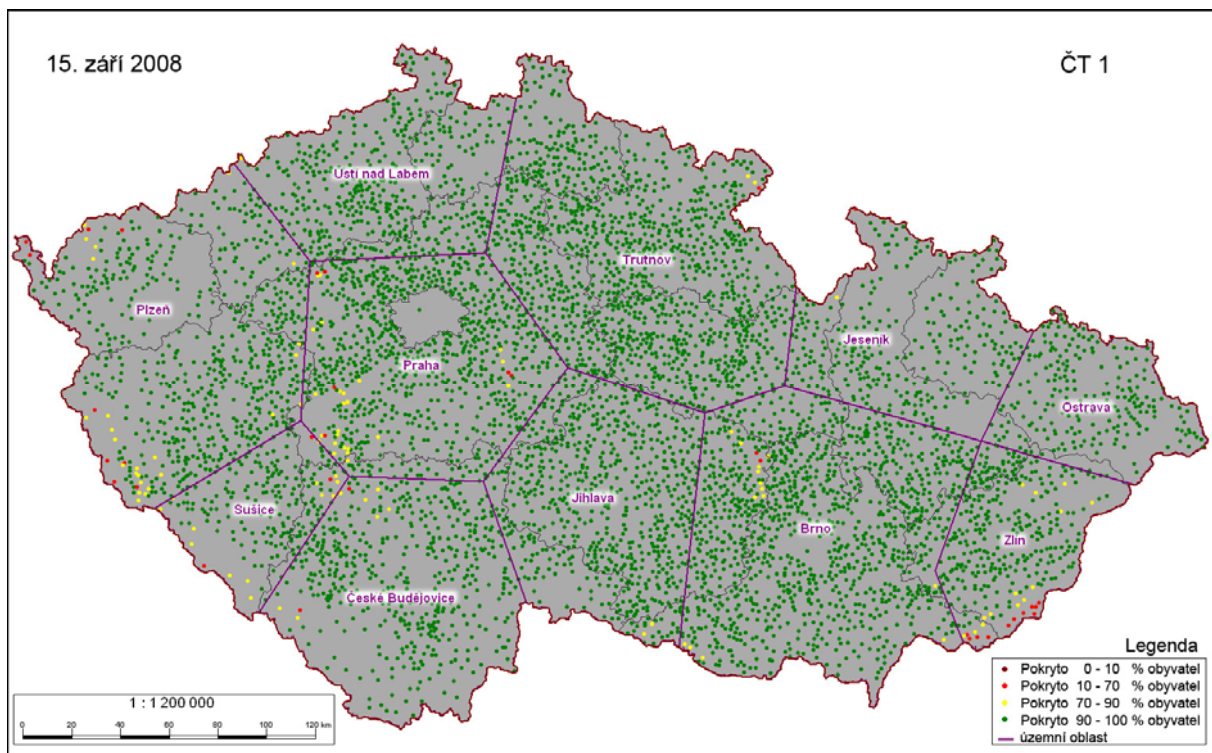 15. září 2008
ČT 1
Ústí nad Labem
Trutnov
Plzeň
Praha
Jeseník
Ostrava
Sušice
Jihlava
Brno
Zlín
České Budějovice
Legenda
Pokryto 0 - 10 % obyvatel
Pokryto 10 - 70 % obyvatel
Pokryto 70 - 90 % obyvatel
Pokryto 90 - 100 % obyvatel
územní oblast
1 : 1 200 000
0 20 40 60 80 100 120 km